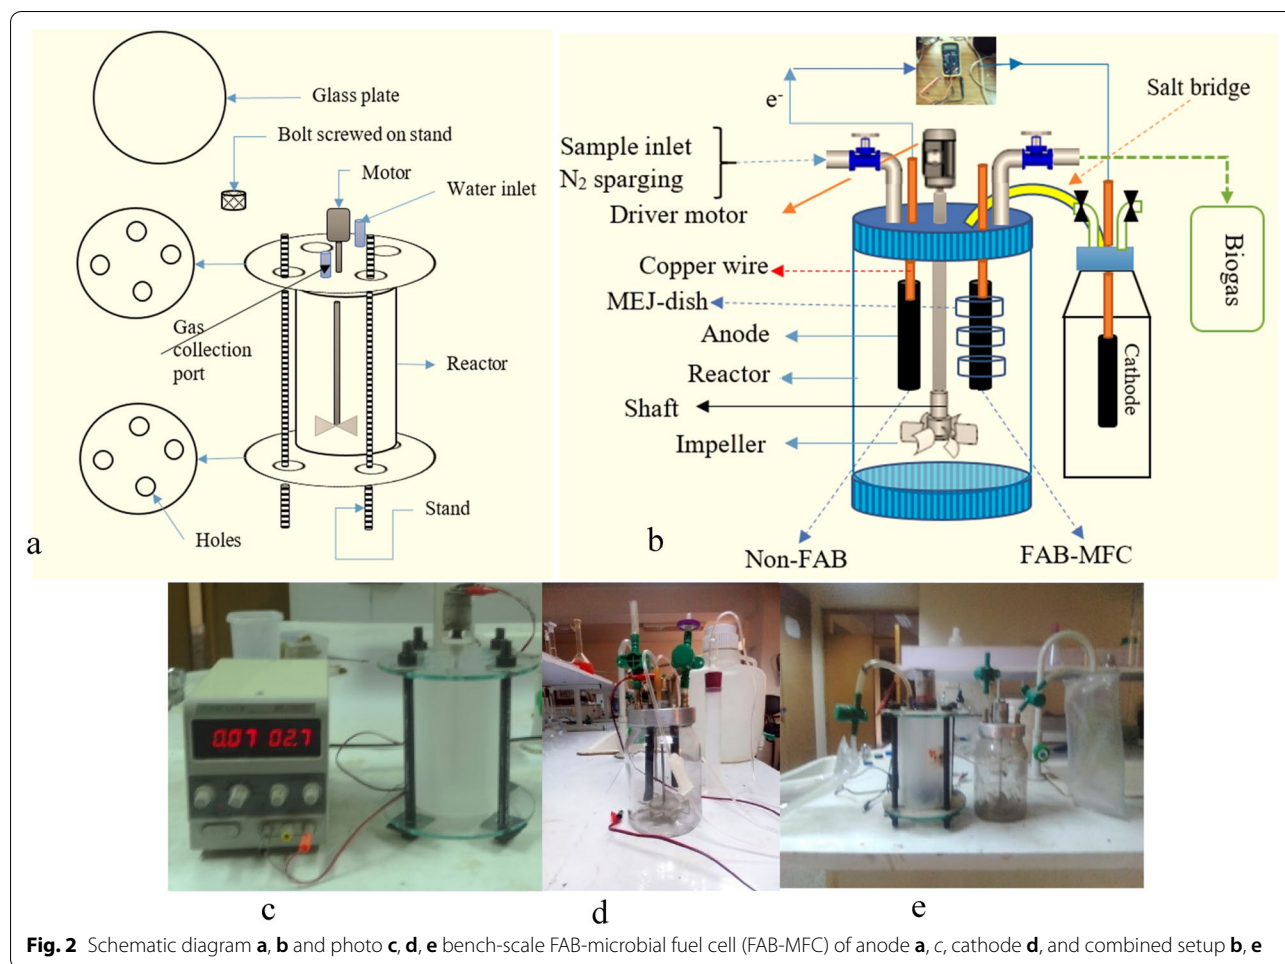 Glass plate
Bolt screwed on stand
Motor
Water inlet
Gas
collection
port
Reactor
Stand
Holes
a
e-
Salt bridge
Sample inlet
N2 sparging
Driver motor
Copper wire
MEJ-dish
Anode
Reactor
Shaft
Impeller
Biogas
Cathode
Non-FAB
FAB-MFC
b
0.07 02.7
c
d
e
Fig. 2 Schematic diagram a, b and photo c, d, e bench-scale FAB-microbial fuel cell (FAB-MFC) of anode a, c, cathode d, and combined setup b, e